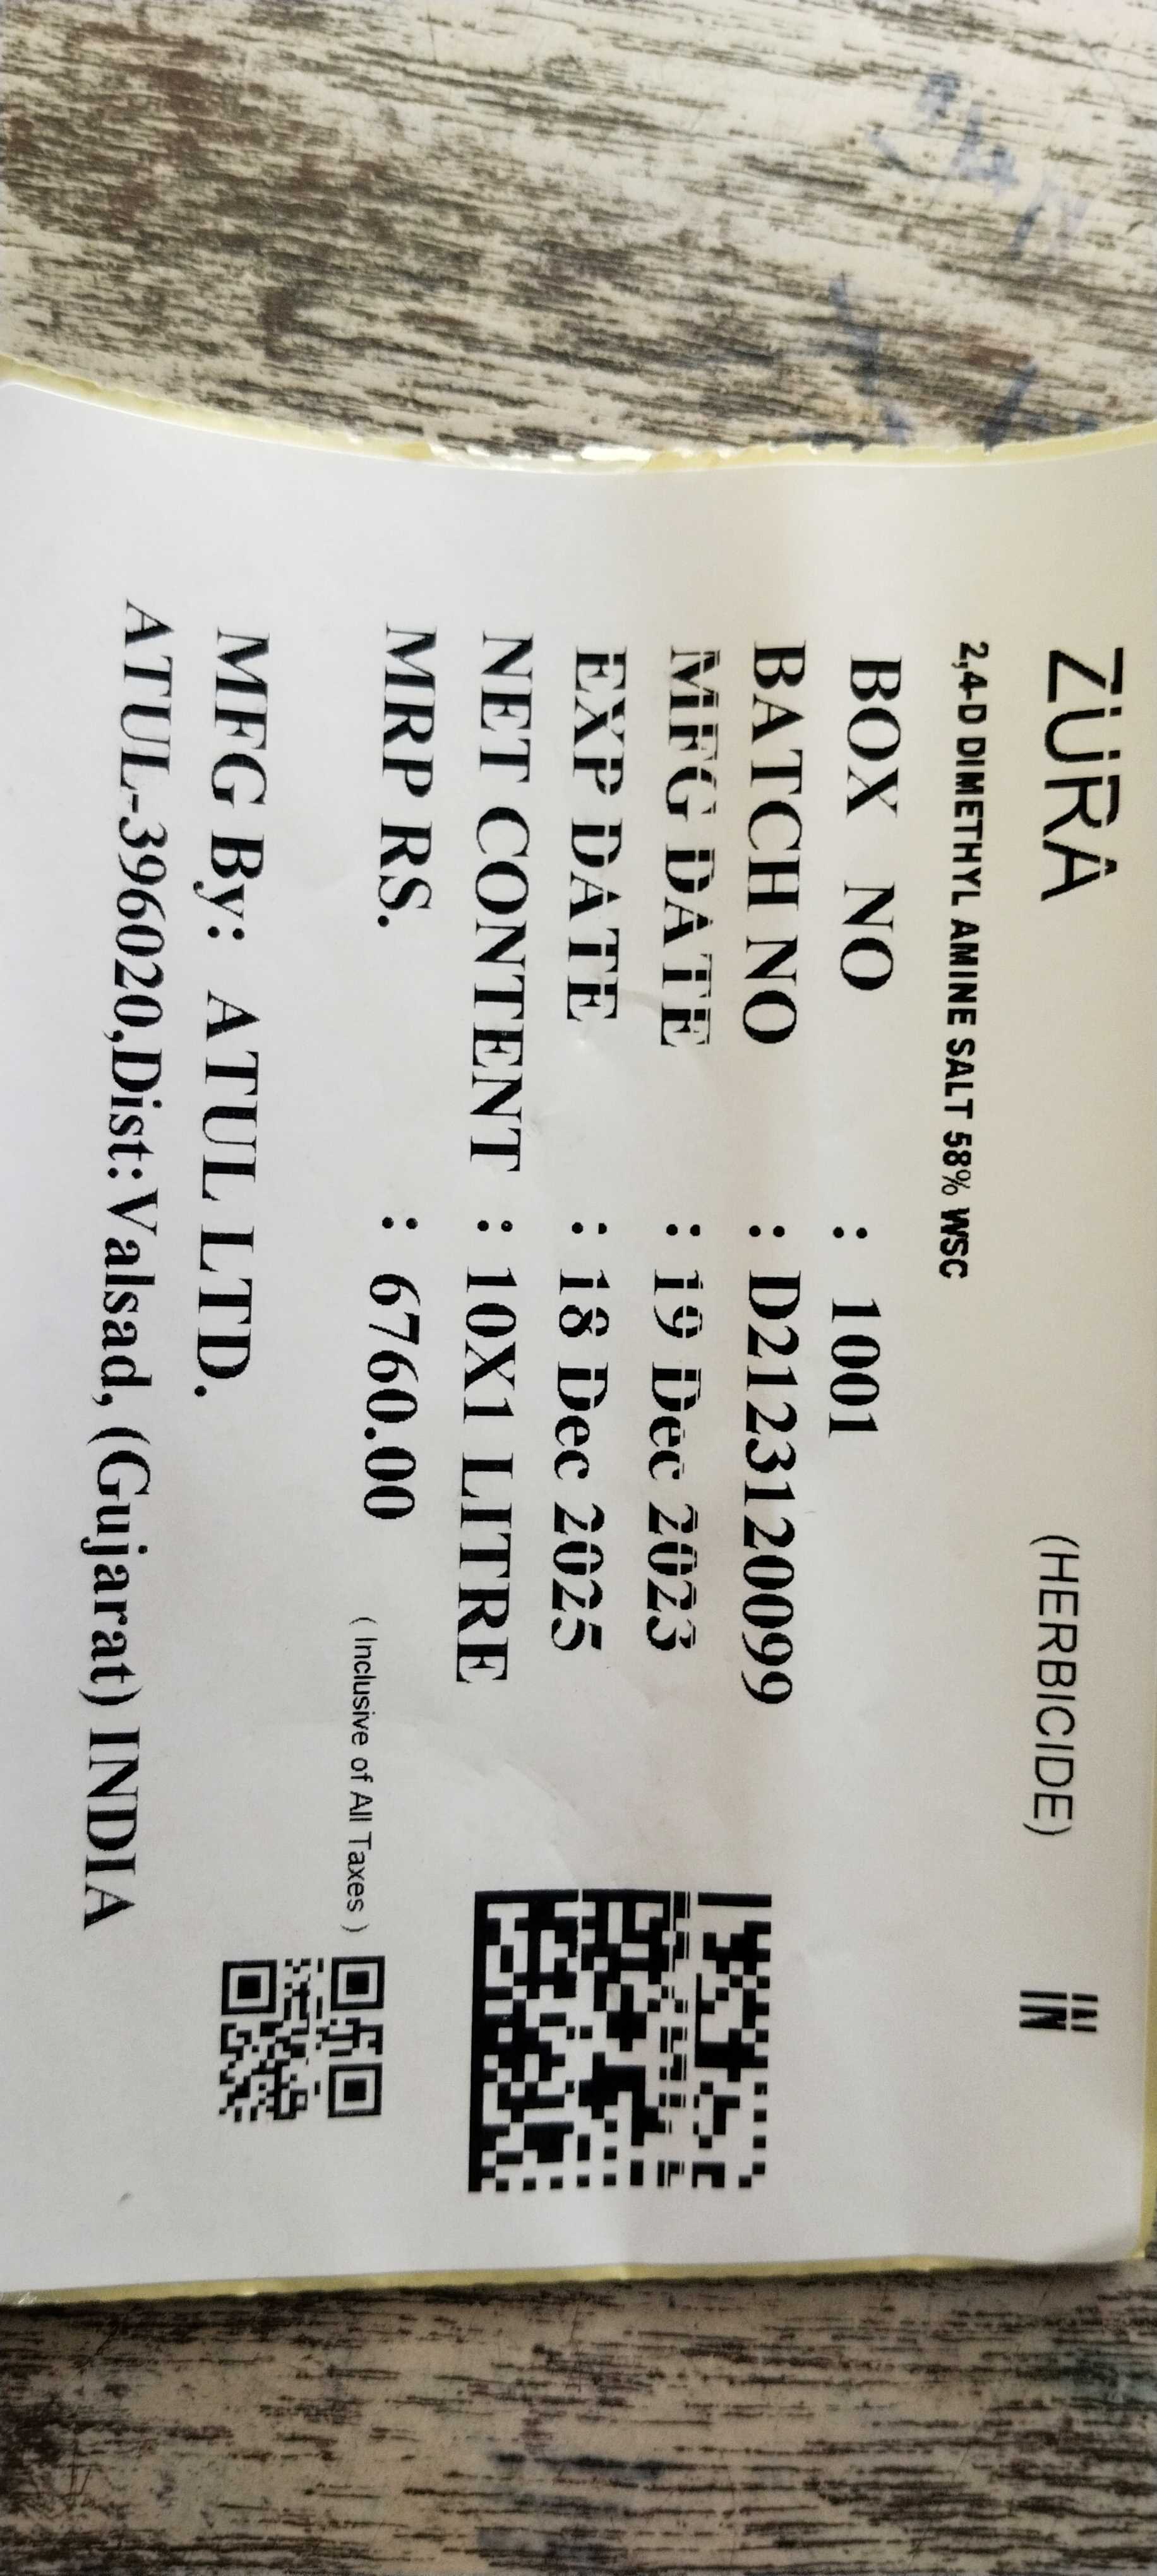 ZURA (HERBICIDE) IN
2,4-D DIMETHYL AMINE SALT 58% WSC
BOX NO : 1001
BATCH NO : D2123120099
MFG DATE : 19 Dec 2023
EXP DATE : 18 Dec 2025
NET CONTENT : 10X1 LITRE
MRP RS. : 6760.00 ( Inclusive of All Taxes )
MFG By: ATUL LTD.
ATUL-396020,Dist:Valsad, (Gujarat) INDIA